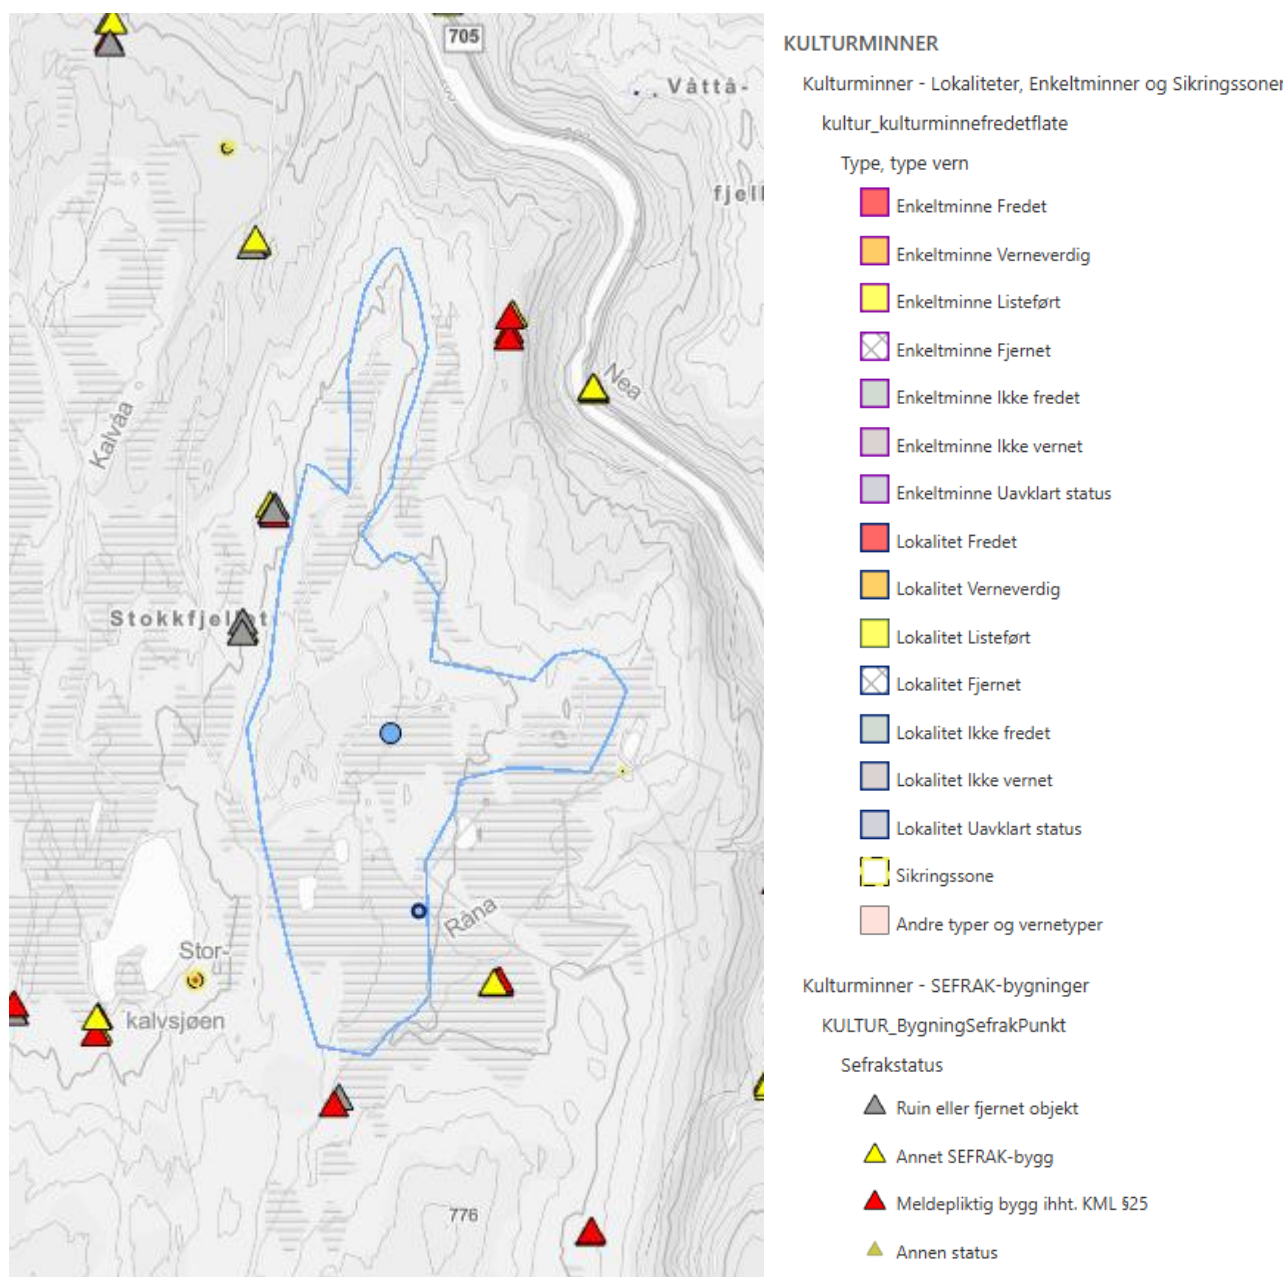 705
Våttå-
fjell
Kalvåa
Nea
Stokkfjellet
Råna
Stor-
kalvsjøen
776
KULTURMINNER
Kulturminner - Lokaliteter, Enkeltminner og Sikringssoner
kultur_kulturminnefredetflate
Type, type vern
Enkeltminne Fredet
Enkeltminne Verneverdig
Enkeltminne Listeført
Enkeltminne Fjernet
Enkeltminne Ikke fredet
Enkeltminne Ikke vernet
Enkeltminne Uavklart status
Lokalitet Fredet
Lokalitet Verneverdig
Lokalitet Listeført
Lokalitet Fjernet
Lokalitet Ikke fredet
Lokalitet Ikke vernet
Lokalitet Uavklart status
Sikringssone
Andre typer og vernetyper
Kulturminner - SEFRAK-bygninger
KULTUR_BygningSefrakPunkt
Sefrakstatus
Ruin eller fjernet objekt
Annet SEFRAK-bygg
Meldepliktig bygg ihht. KML §25
Annen status